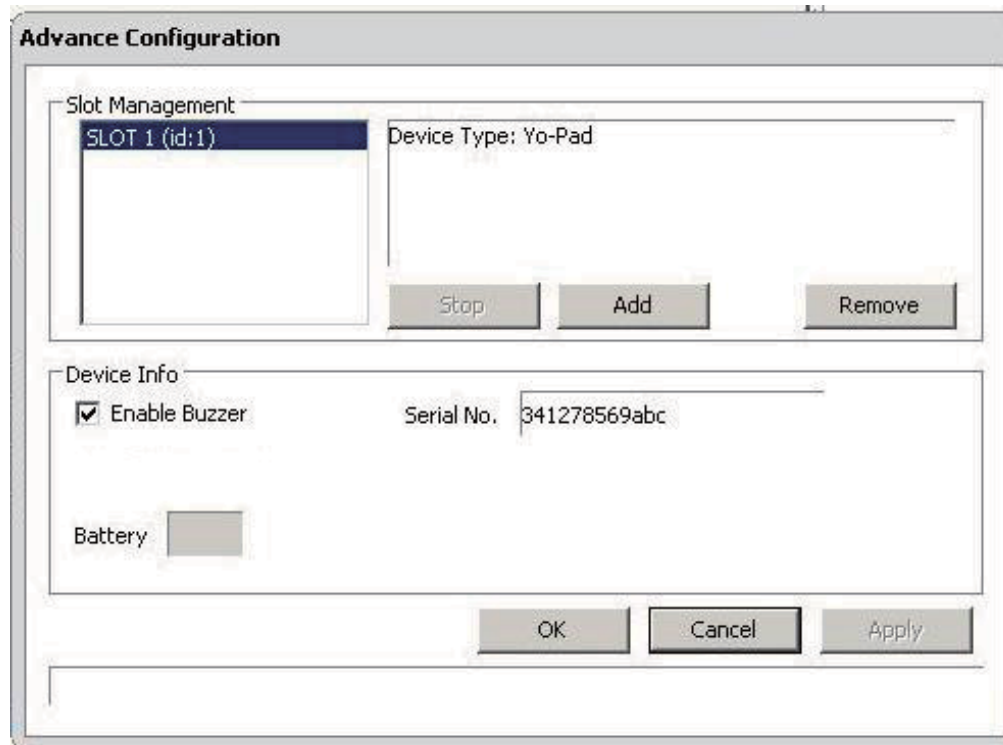 Advance Configuration
Slot Management
SLOT 1 (id:1)
Device Type: Yo-Pad
Stop
Add
Remove
Device Info
Enable Buzzer
Serial No.
341278569abc
Battery
OK
Cancel
Apply